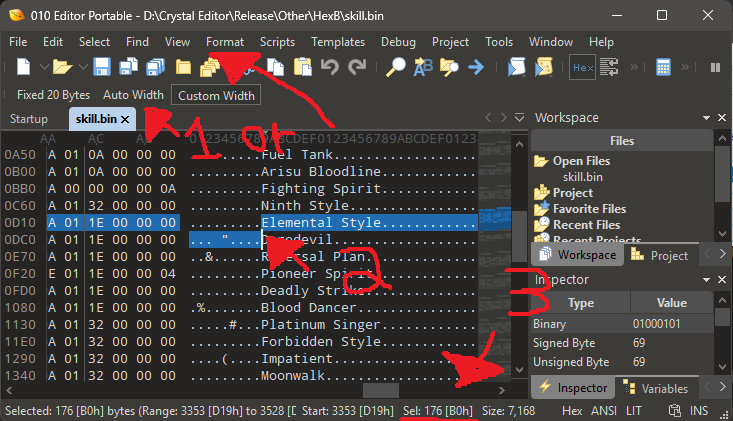 010 Editor Portable - D:\Crystal Editor\Release\Other\HexB\skill.bin
File Edit Select Find View Format Scripts Templates Debug Project Tools Window Help
Hex
Fixed 20 Bytes Auto Width Custom Width
Startup skill.bin
1 or
AA AC
0123456789ABCDEF0123456789ABCDEF0123
0A50 A 01 0A 00 00 00 .......Fuel Tank............
0B00 A 01 0A 00 00 00 .......Arisu Bloodline............
0BB0 A 00 00 00 00 0A .......Fighting Spirit............
0C60 A 01 32 00 00 00 .......Ninth Style............
0D10 A 01 1E 00 00 00 .......Elemental Style............
0DC0 A 01 1E 00 00 00 ... "....Daredevil............
0E70 A 01 1E 00 00 00 ..&....Reversal Plan............
0F20 E 01 1E 00 00 04 .......Pioneer Spirit............
0FD0 A 01 1E 00 00 00 .......Deadly Strike............
1080 A 01 1E 00 00 00 .%.....Blood Dancer............
1130 A 01 32 00 00 00 .....#...Platinum Singer............
11E0 A 01 32 00 00 00 .......Forbidden Style............
1290 A 01 32 00 00 00 ....(....Impatient............
1340 A 01 32 00 00 00 .......Moonwalk............
2
3
Workspace
Files
Open Files
skill.bin
Project
Favorite Files
Recent Files
Recent Projects
Workspace Project
Inspector
Type Value
Binary 01000101
Signed Byte 69
Unsigned Byte 69
Inspector Variables
Selected: 176 [B0h] bytes (Range: 3353 [D19h] to 3528 [D Start: 3353 [D19h] Sel: 176 [B0h] Size: 7,168 Hex ANSI LIT W INS